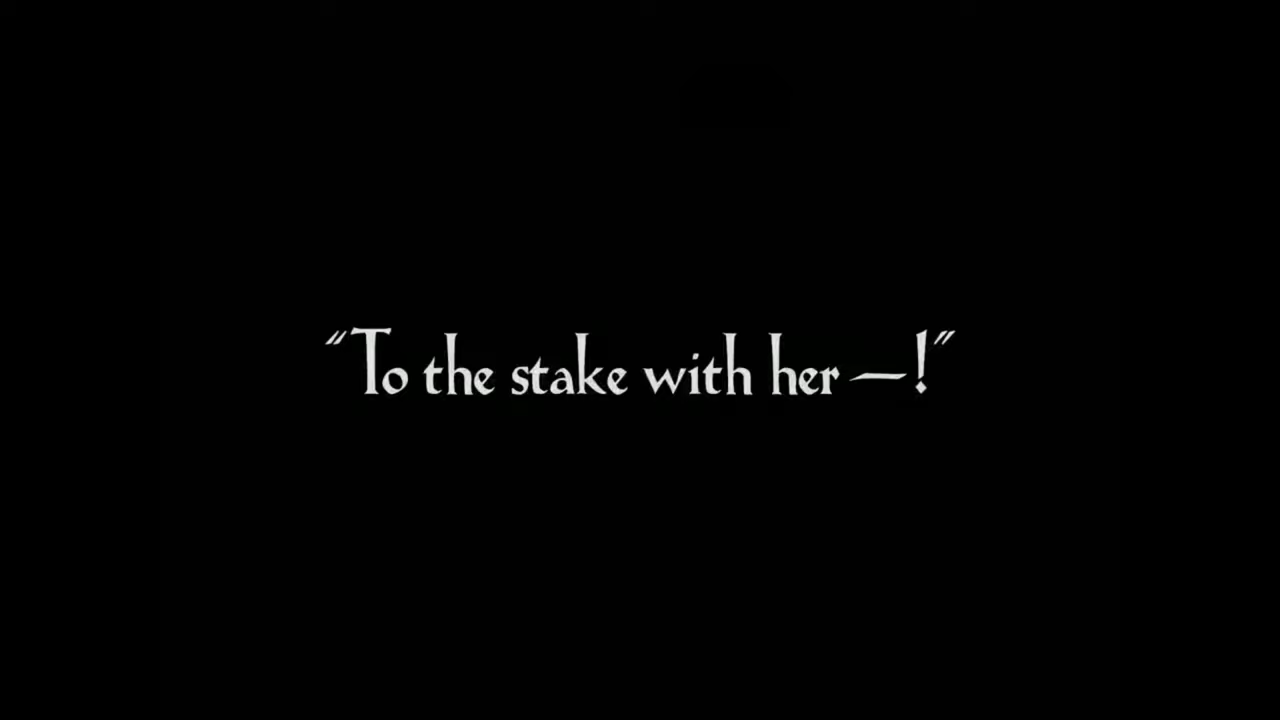 “To the stake with her —!”